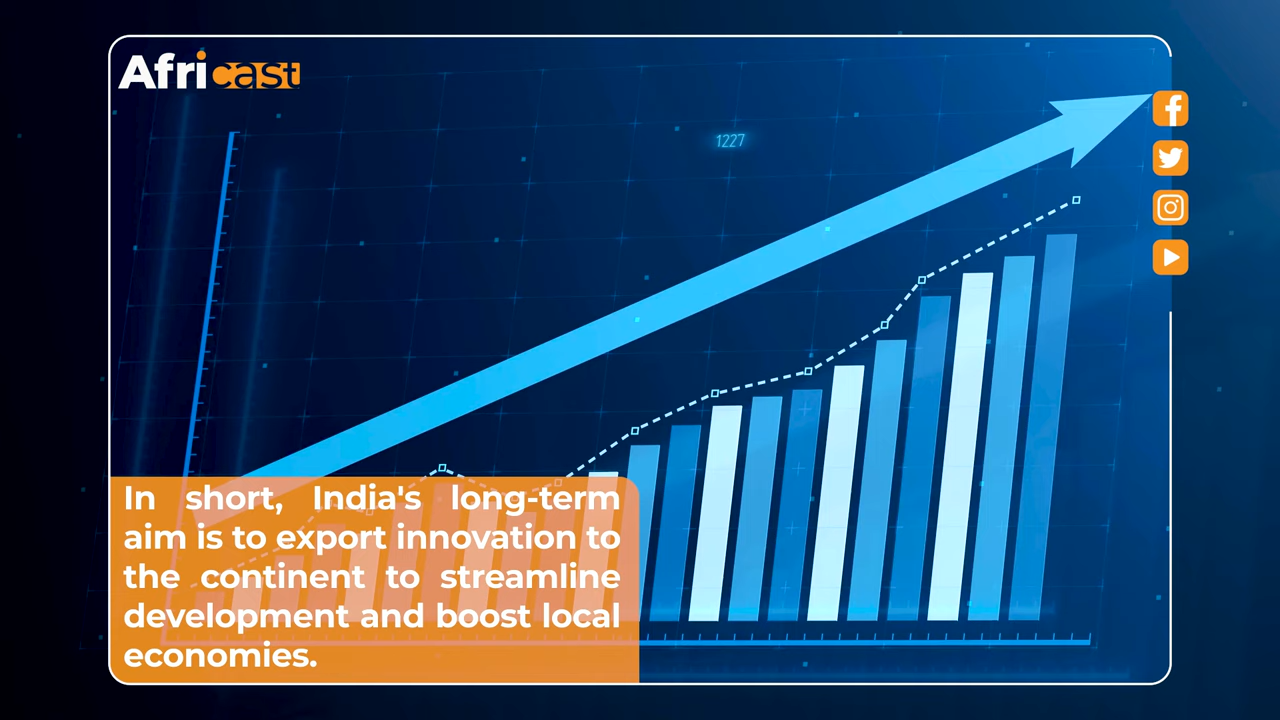 Africast
1227
In short, India's long-term
aim is to export innovation to
the continent to streamline
development and boost local
economies.